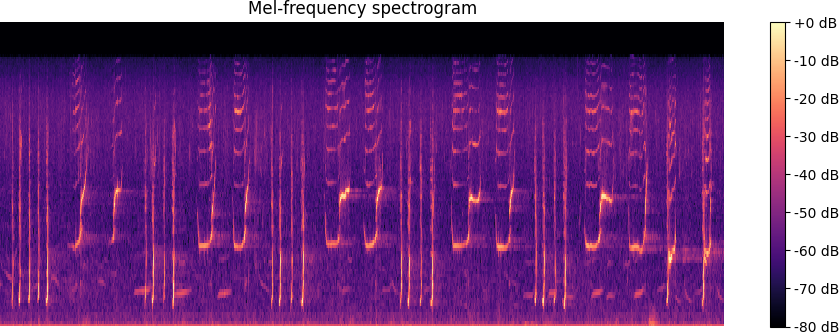 Mel-frequency spectrogram
+0 dB
-10 dB
-20 dB
-30 dB
-40 dB
-50 dB
-60 dB
-70 dB
-80 dB